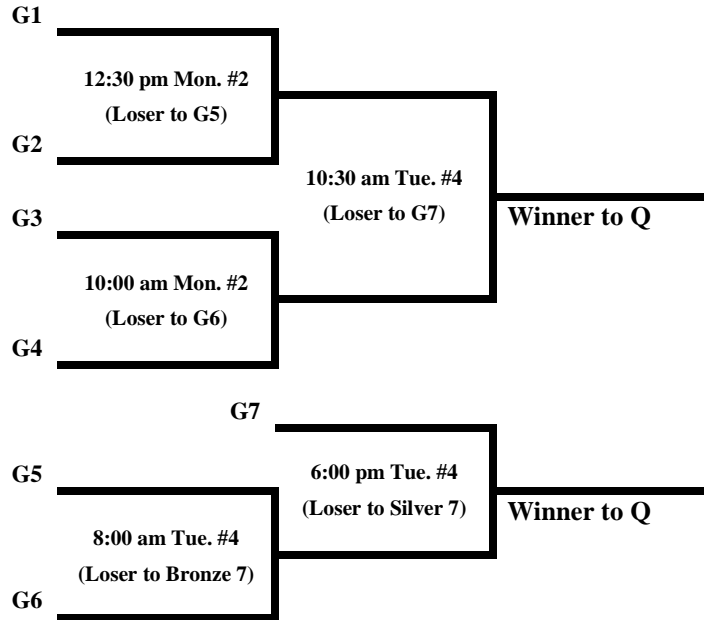 G1
12:30 pm Mon. #2
(Loser to G5)
G2
10:30 am Tue. #4
(Loser to G7)
Winner to Q
G3
10:00 am Mon. #2
(Loser to G6)
G4
G7
G5
6:00 pm Tue. #4
(Loser to Silver 7)
Winner to Q
8:00 am Tue. #4
(Loser to Bronze 7)
G6